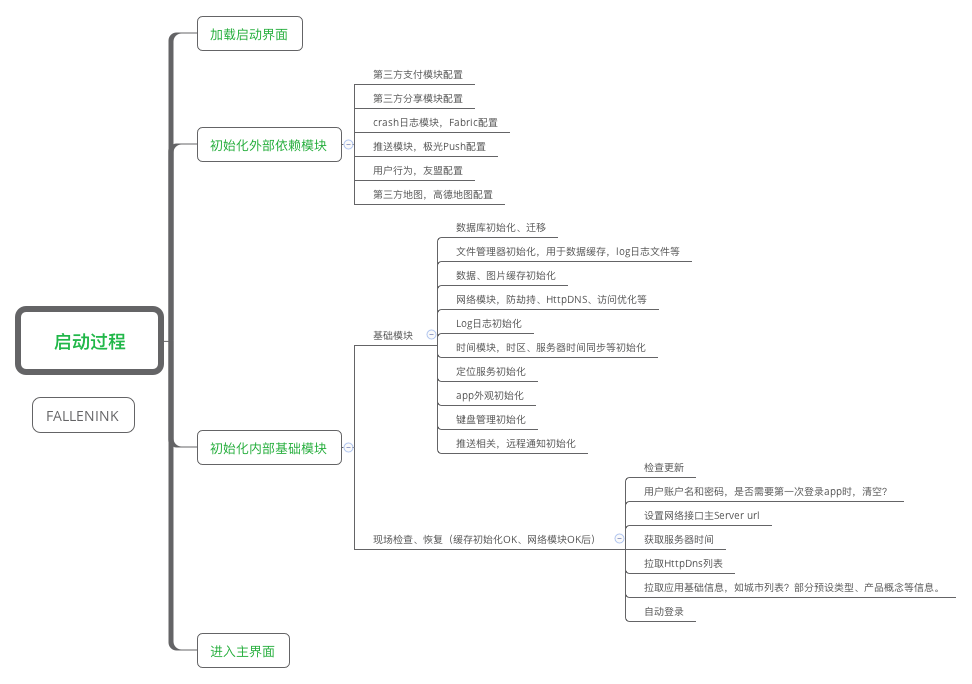 启动过程
FALLENINK
加载启动界面
初始化外部依赖模块
第三方支付模块配置
第三方分享模块配置
crash日志模块，Fabric配置
推送模块，极光Push配置
用户行为，友盟配置
第三方地图，高德地图配置
初始化内部基础模块
基础模块
数据库初始化、迁移
文件管理器初始化，用于数据缓存，log日志文件等
数据、图片缓存初始化
网络模块，防劫持、HttpDNS、访问优化等
Log日志初始化
时间模块，时区、服务器时间同步等初始化
定位服务初始化
app外观初始化
键盘管理初始化
推送相关，远程通知初始化
现场检查、恢复（缓存初始化OK、网络模块OK后）
检查更新
用户账户名和密码，是否需要第一次登录app时，清空？
设置网络接口主Server url
获取服务器时间
拉取HttpDns列表
拉取应用基础信息，如城市列表？部分预设类型、产品概念等信息。
自动登录
进入主界面